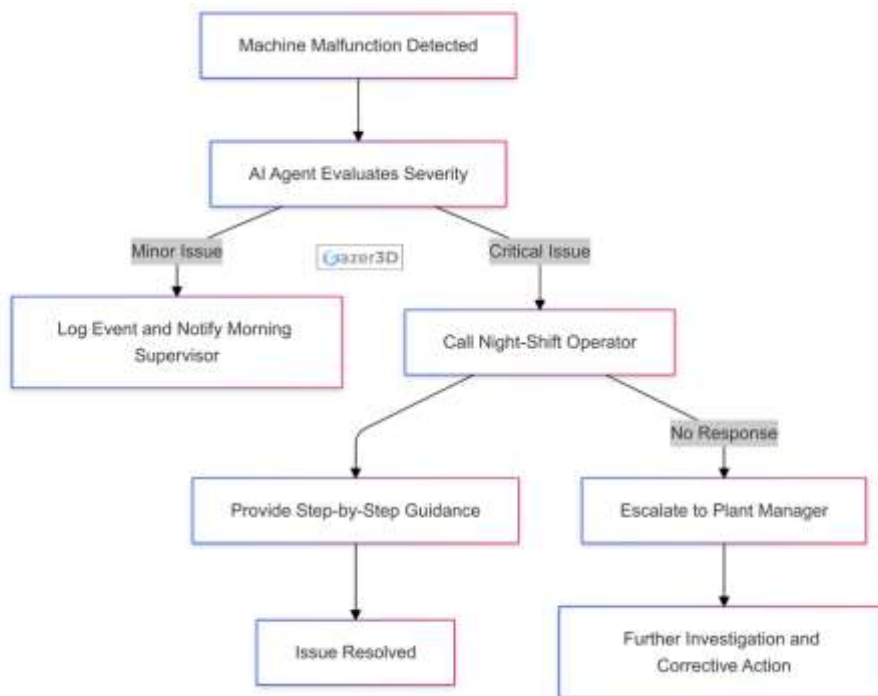 Machine Malfunction Detected
AI Agent Evaluates Severity
Minor Issue
Gazer3D
Critical Issue
Log Event and Notify Morning
Supervisor
Call Night-Shift Operator
No Response
Provide Step-by-Step Guidance
Escalate to Plant Manager
Issue Resolved
Further Investigation and
Corrective Action